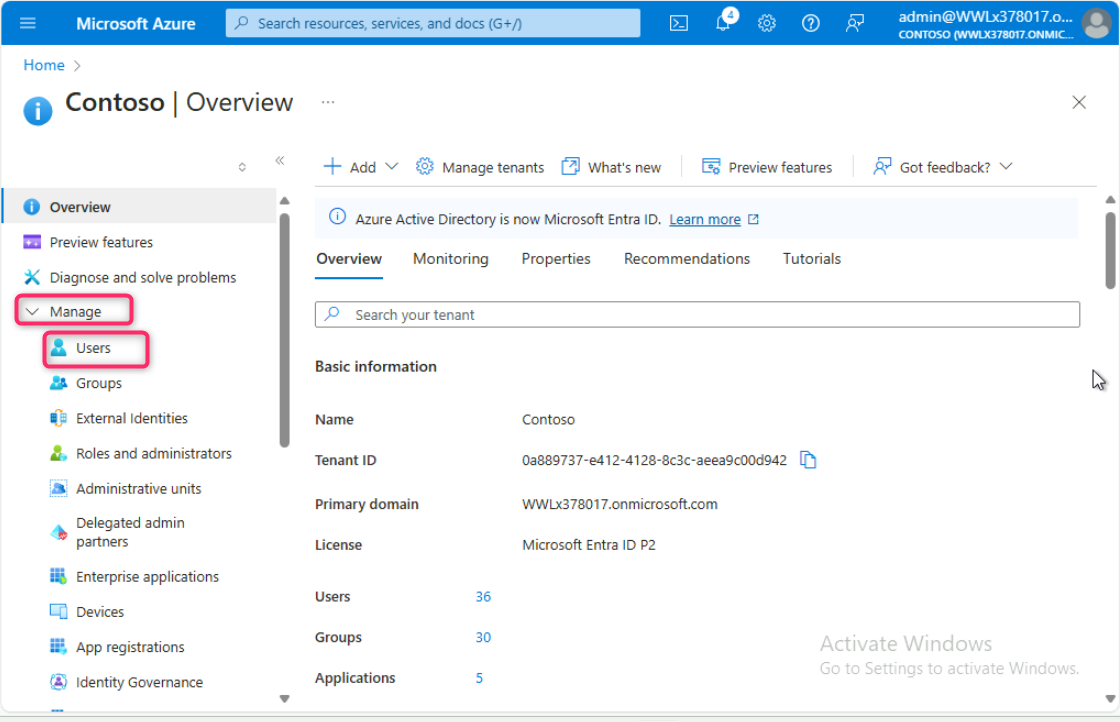 Microsoft Azure
Search resources, services, and docs (G+/)
4
admin@WWLx378017.o...
CONTOSO (WWLX378017.ONMIC...
Home >
Contoso | Overview ...
Add
Manage tenants
What's new
Preview features
Got feedback?
Overview
Preview features
Diagnose and solve problems
Manage
Users
Groups
External Identities
Roles and administrators
Administrative units
Delegated admin
partners
Enterprise applications
Devices
App registrations
Identity Governance
Azure Active Directory is now Microsoft Entra ID. Learn more
Overview Monitoring Properties Recommendations Tutorials
Search your tenant
Basic information
Name Contoso
Tenant ID 0a889737-e412-4128-8c3c-aeea9c00d942
Primary domain WWLx378017.onmicrosoft.com
License Microsoft Entra ID P2
Users 36
Groups 30
Applications 5
Activate Windows
Go to Settings to activate Windows.